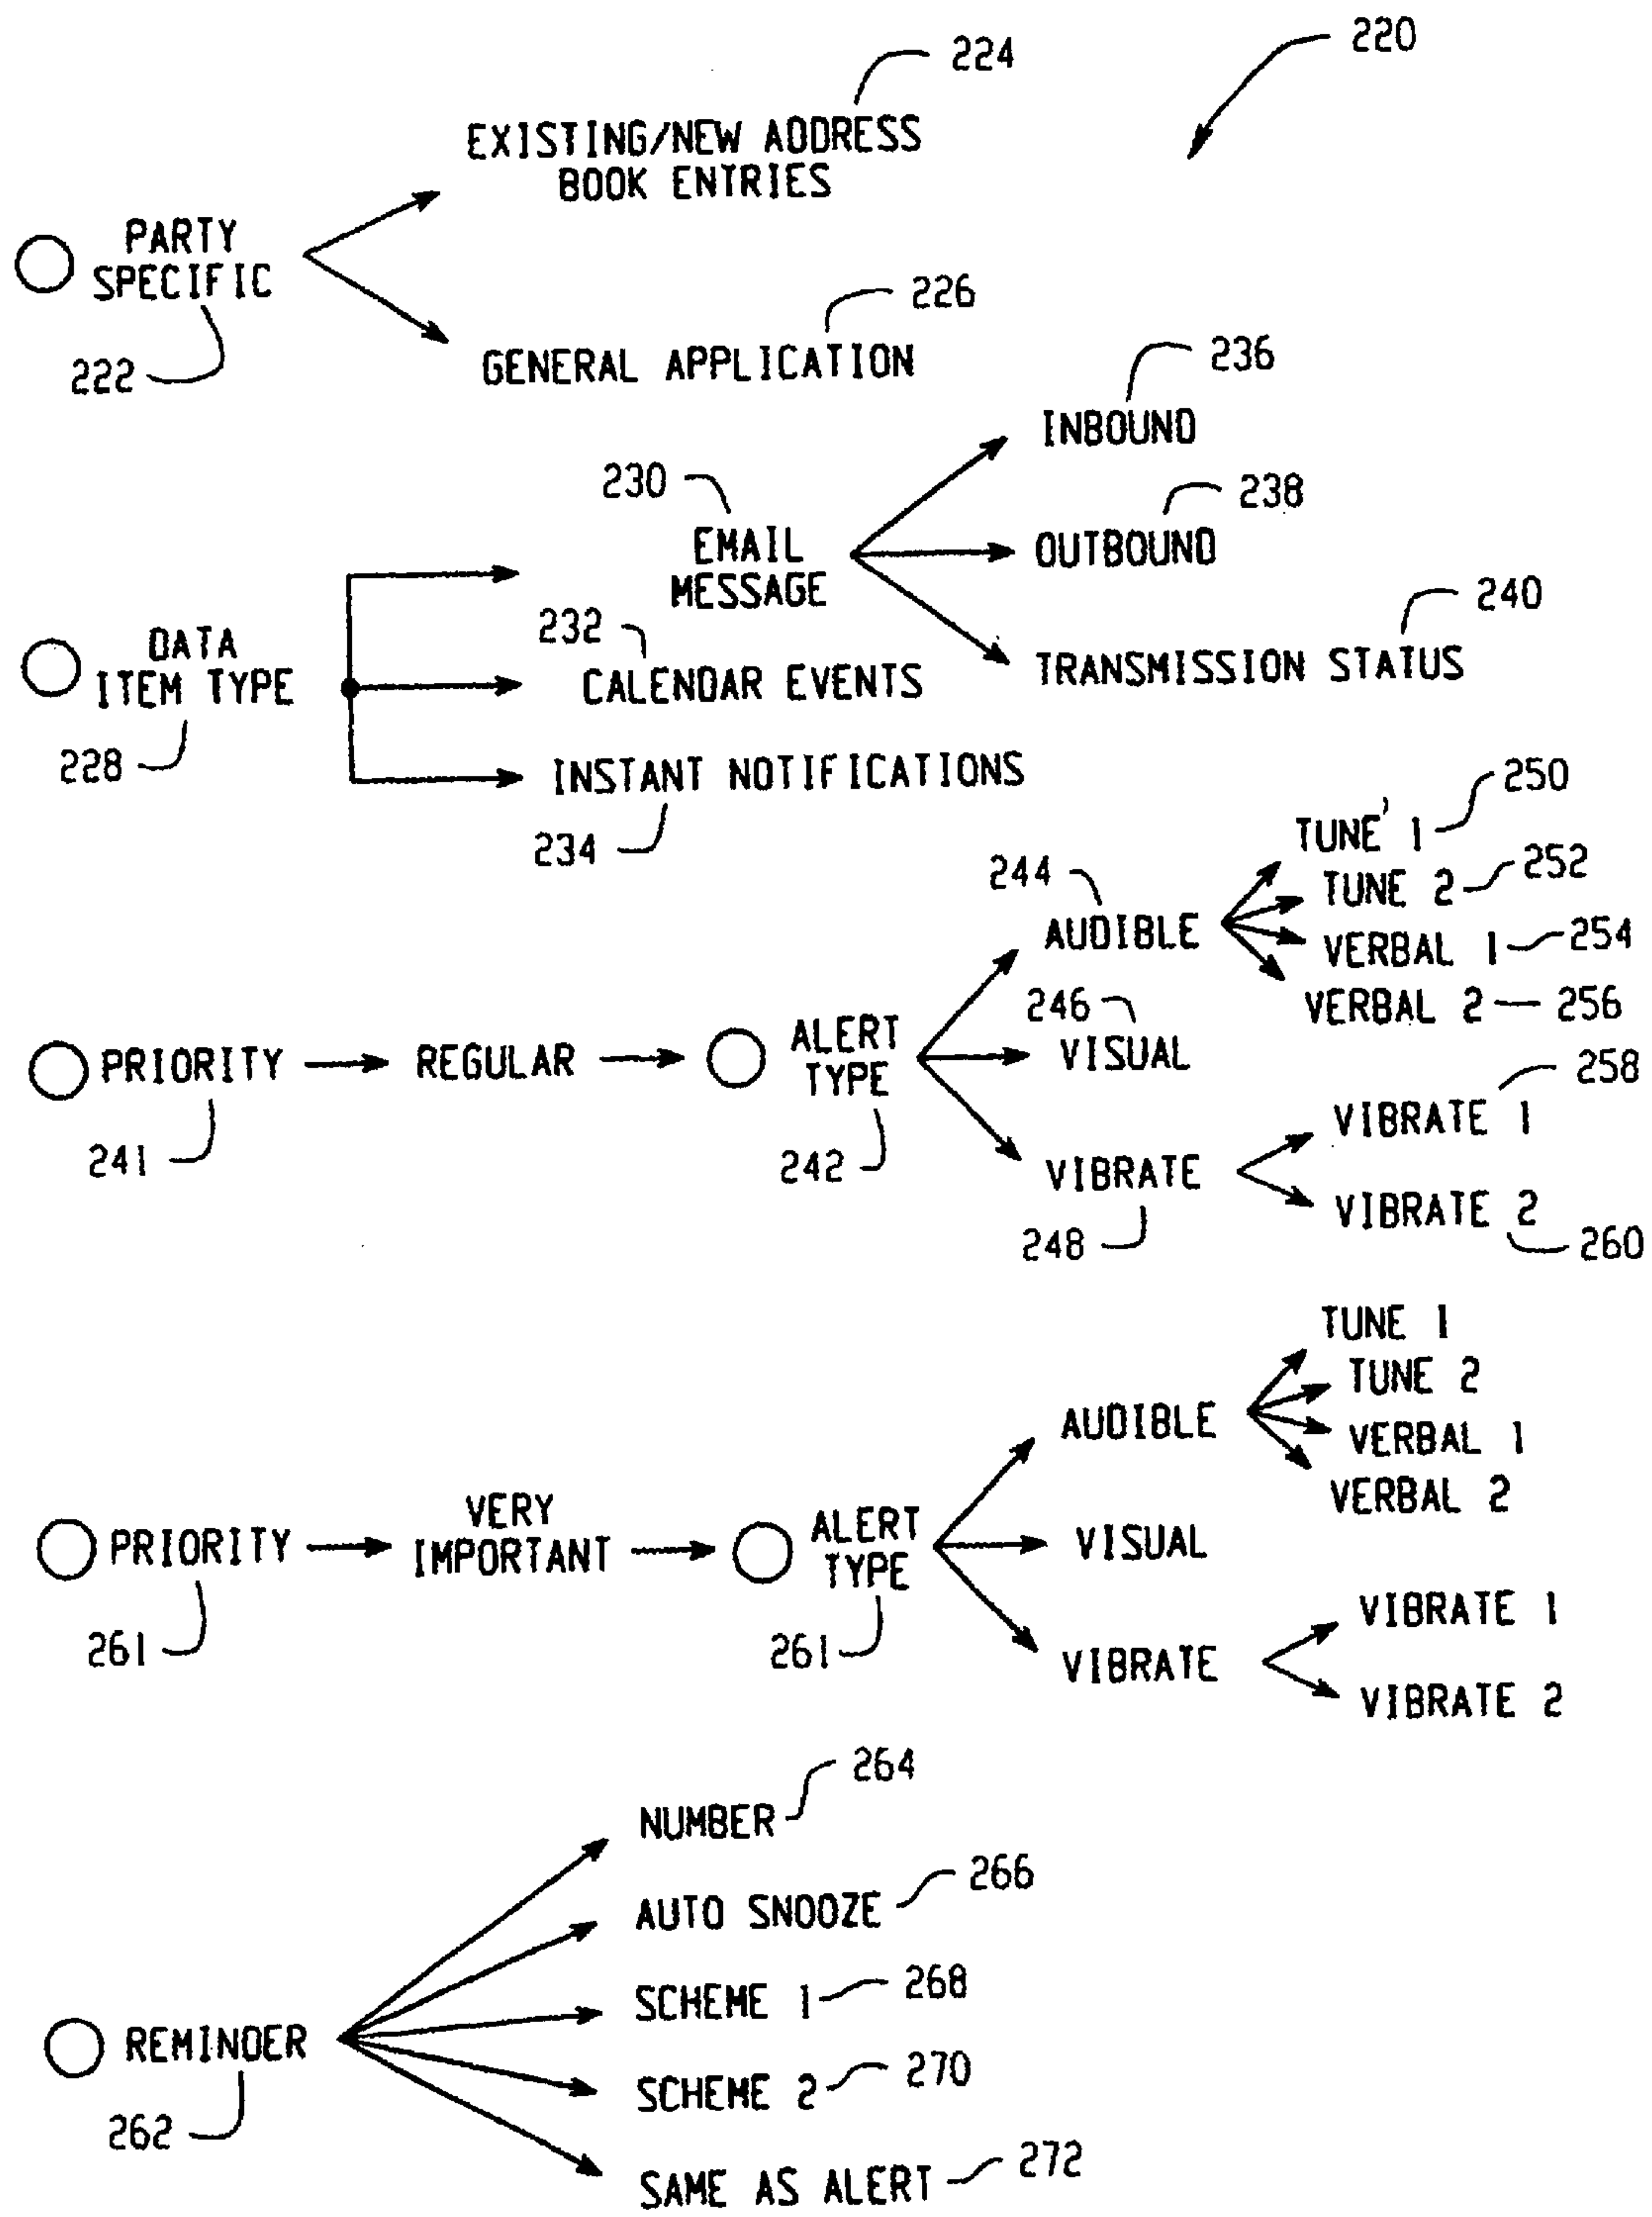 220
224
EXISTING/NEW ADDRESS
BOOK ENTRIES
PARTY
SPECIFIC
222
226
GENERAL APPLICATION
236
INBOUND
230
EMAIL
MESSAGE
238
OUTBOUND
240
TRANSMISSION STATUS
DATA
ITEM TYPE
228
232
CALENDAR EVENTS
INSTANT NOTIFICATIONS
234
PRIORITY
241
REGULAR
ALERT
TYPE
242
244
AUDIBLE
TUNE 1 250
TUNE 2 252
VERBAL 1 254
VERBAL 2 256
246
VISUAL
VIBRATE
248
258
VIBRATE 1
VIBRATE 2
260
PRIORITY
261
VERY
IMPORTANT
ALERT
TYPE
261
AUDIBLE
TUNE 1
TUNE 2
VERBAL 1
VERBAL 2
VISUAL
VIBRATE
VIBRATE 1
VIBRATE 2
REMINDER
262
NUMBER 264
AUTO SNOOZE 266
SCHEME 1 268
SCHEME 2 270
SAME AS ALERT 272